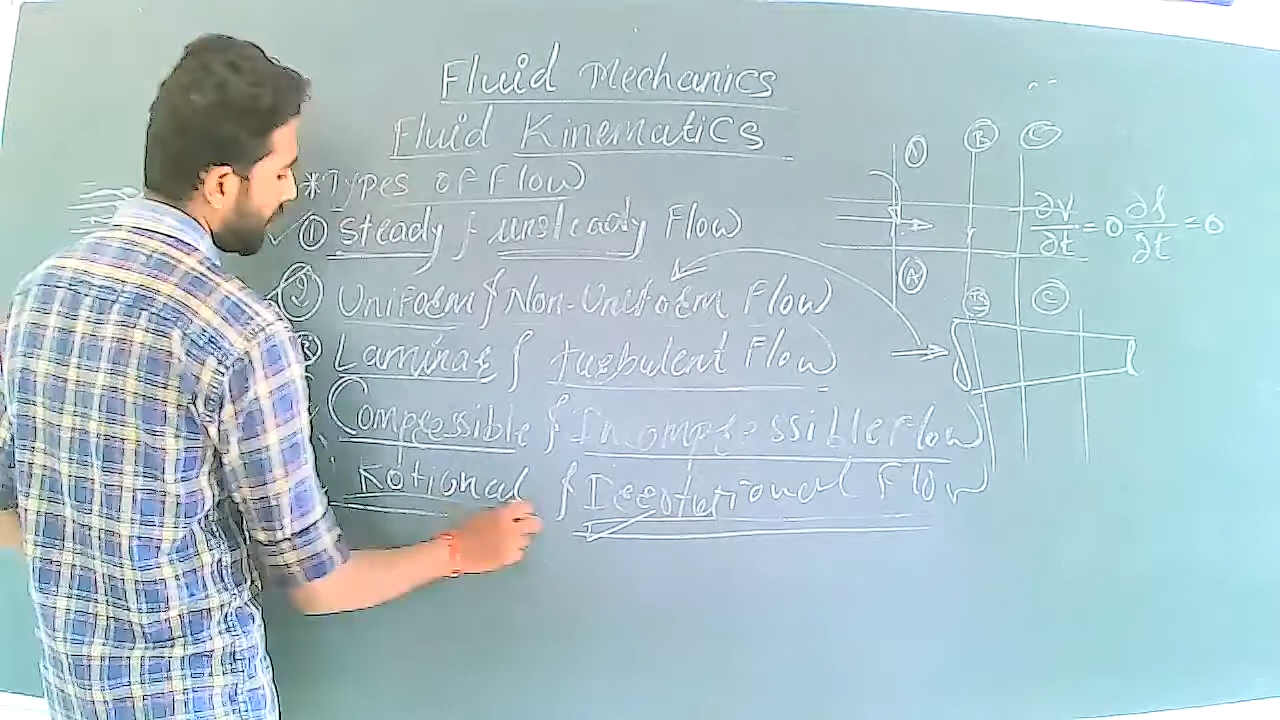 Fluid Mechanics
Fluid Kinematics
* Types of Flow
① Steady & unsteady Flow
② Uniform & Non-Uniform Flow
③ Laminar & turbulent Flow
Compressible & Incompressible Flow
Rotional & Irrotational Flow
B C
∂v/∂t = 0 ∂ρ/∂t = 0
A B C